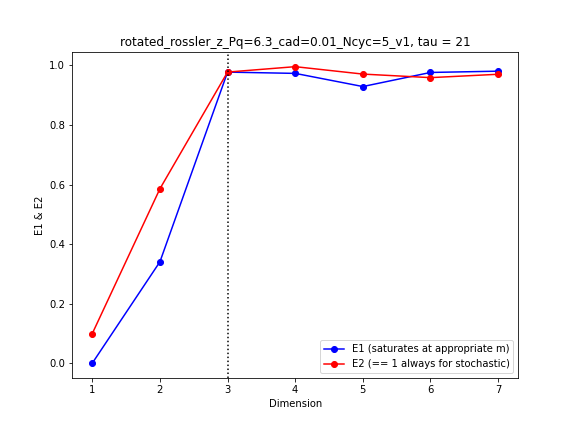 rotated_rossler_z_Pq=6.3_cad=0.01_Ncyc=5_v1, tau = 21
1.0
0.8
0.6
0.4
0.2
0.0
E1 & E2
E1 (saturates at appropriate m)
E2 (== 1 always for stochastic)
1 2 3 4 5 6 7
Dimension